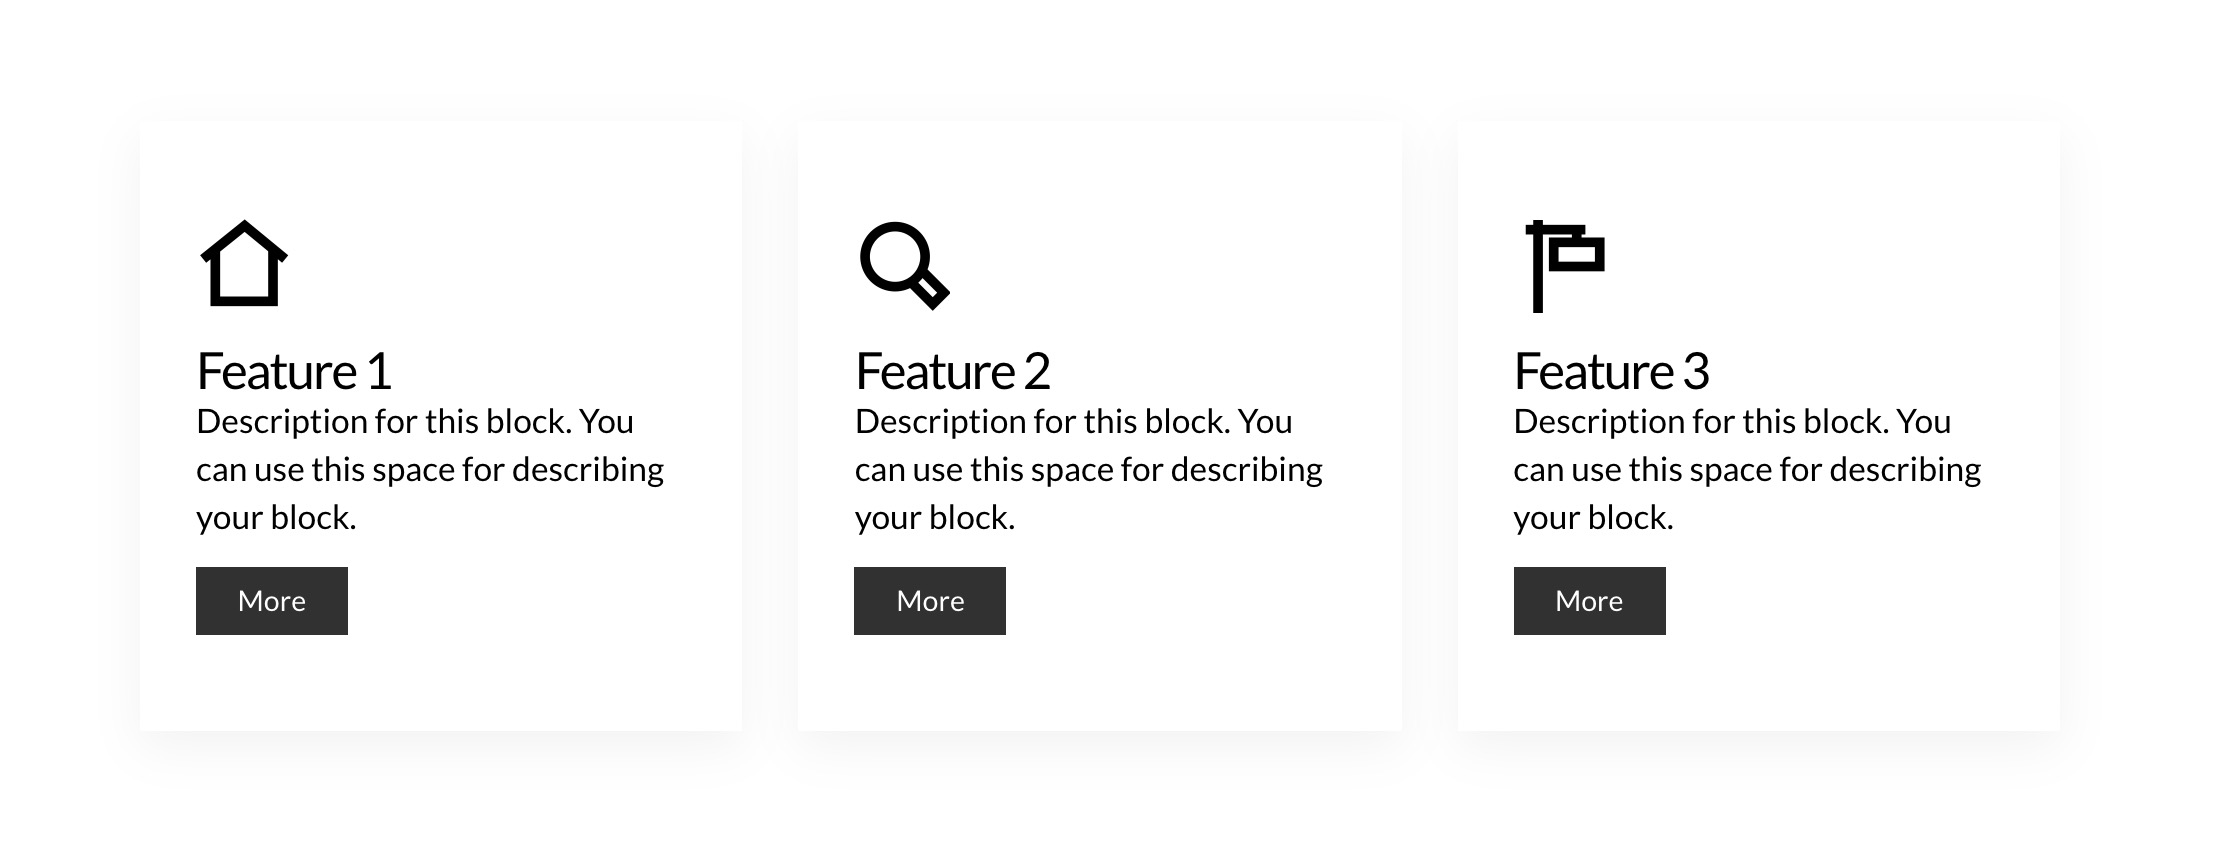 Feature 1
Description for this block. You
can use this space for describing
your block.
More
Feature 2
Description for this block. You
can use this space for describing
your block.
More
Feature 3
Description for this block. You
can use this space for describing
your block.
More